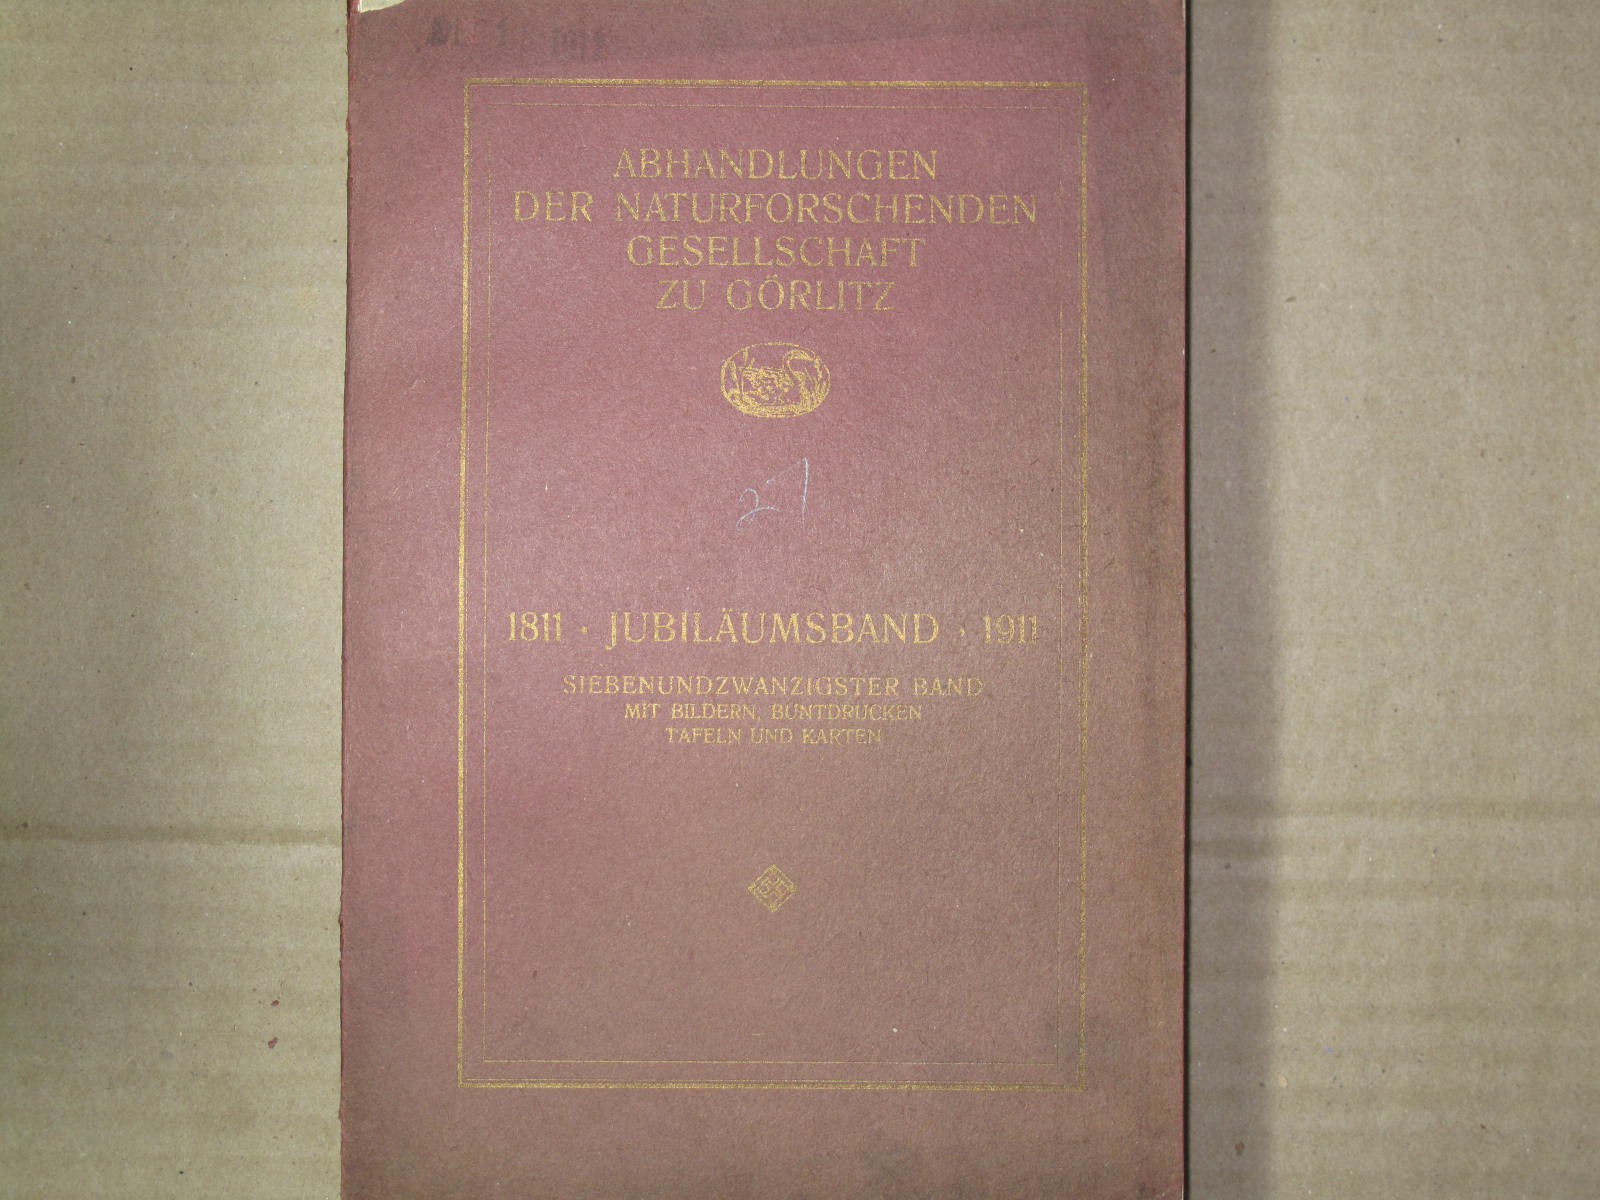 ABHANDLUNGEN
DER NATURFORSCHENDEN
GESELLSCHAFT
ZU GÖRLITZ
27
1811 · JUBILÄUMSBAND · 1911
SIEBENUNDZWANZIGSTER BAND
MIT BILDERN, BUNTDRUCKEN
TAFELN UND KARTEN